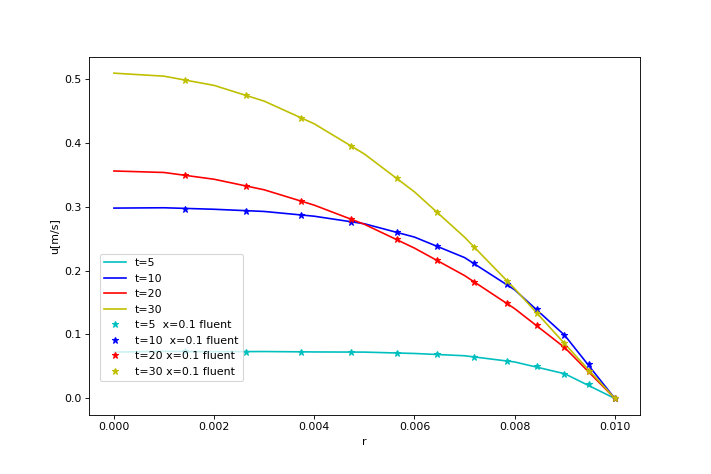 0.5
0.4
0.3
0.2
0.1
0.0
u[m/s]
t=5
t=10
t=20
t=30
t=5  x=0.1 fluent
t=10  x=0.1 fluent
t=20 x=0.1 fluent
t=30 x=0.1 fluent
0.000 0.002 0.004 0.006 0.008 0.010
r